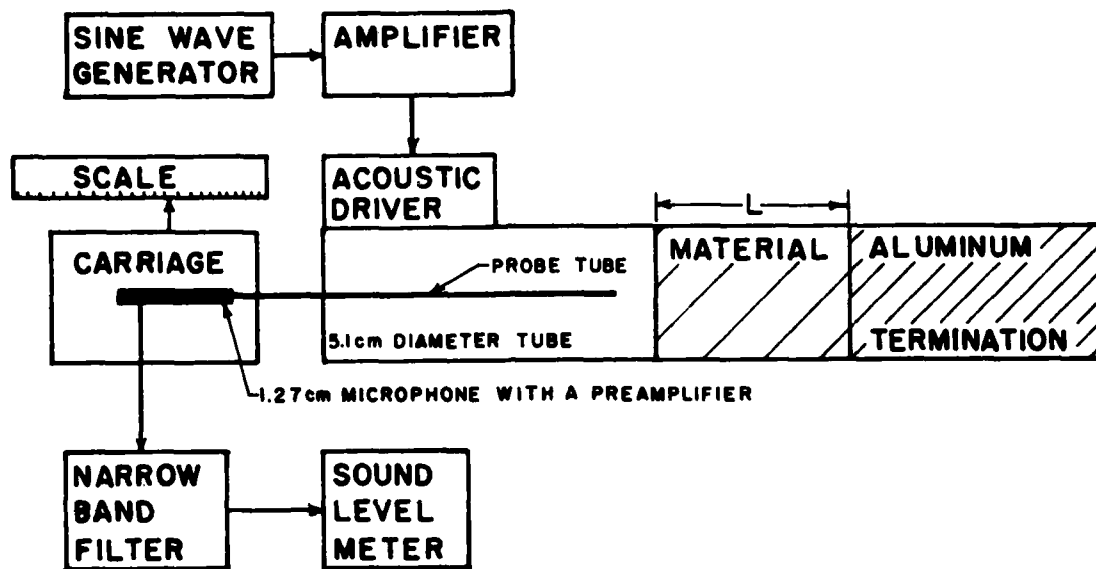 SINE WAVE
GENERATOR
AMPLIFIER
SCALE
ACOUSTIC
DRIVER
L
CARRIAGE
MATERIAL
ALUMINUM
TERMINATION
PROBE TUBE
5.1cm DIAMETER TUBE
1.27cm MICROPHONE WITH A PREAMPLIFIER
NARROW
BAND
FILTER
SOUND
LEVEL
METER